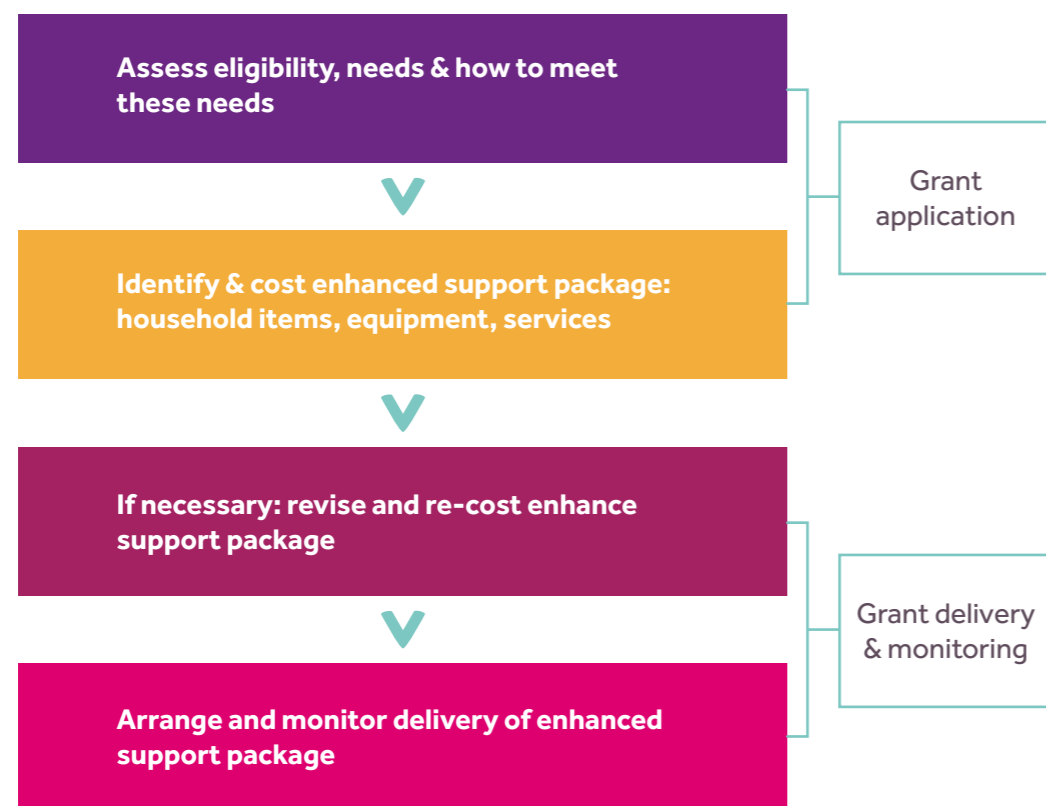 Assess eligibility, needs & how to meet
these needs
Grant
application
Identify & cost enhanced support package:
household items, equipment, services
If necessary: revise and re-cost enhance
support package
Grant delivery
& monitoring
Arrange and monitor delivery of enhanced
support package